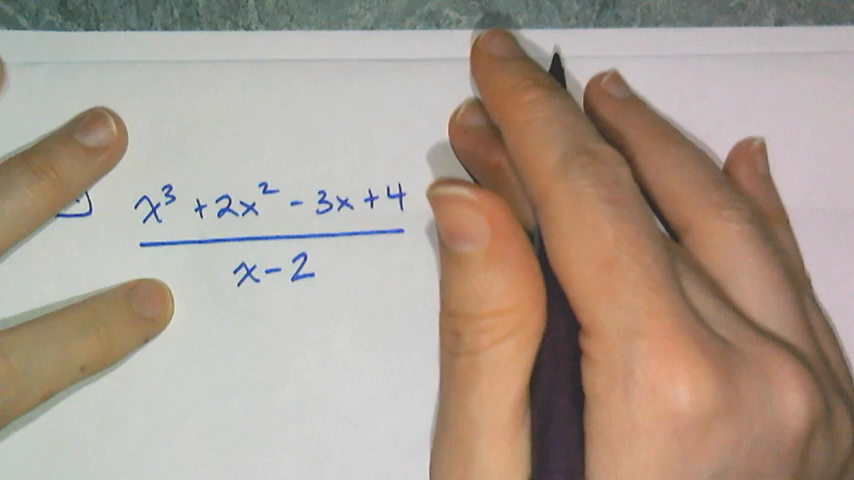 x³ + 2x² - 3x + 4
x - 2